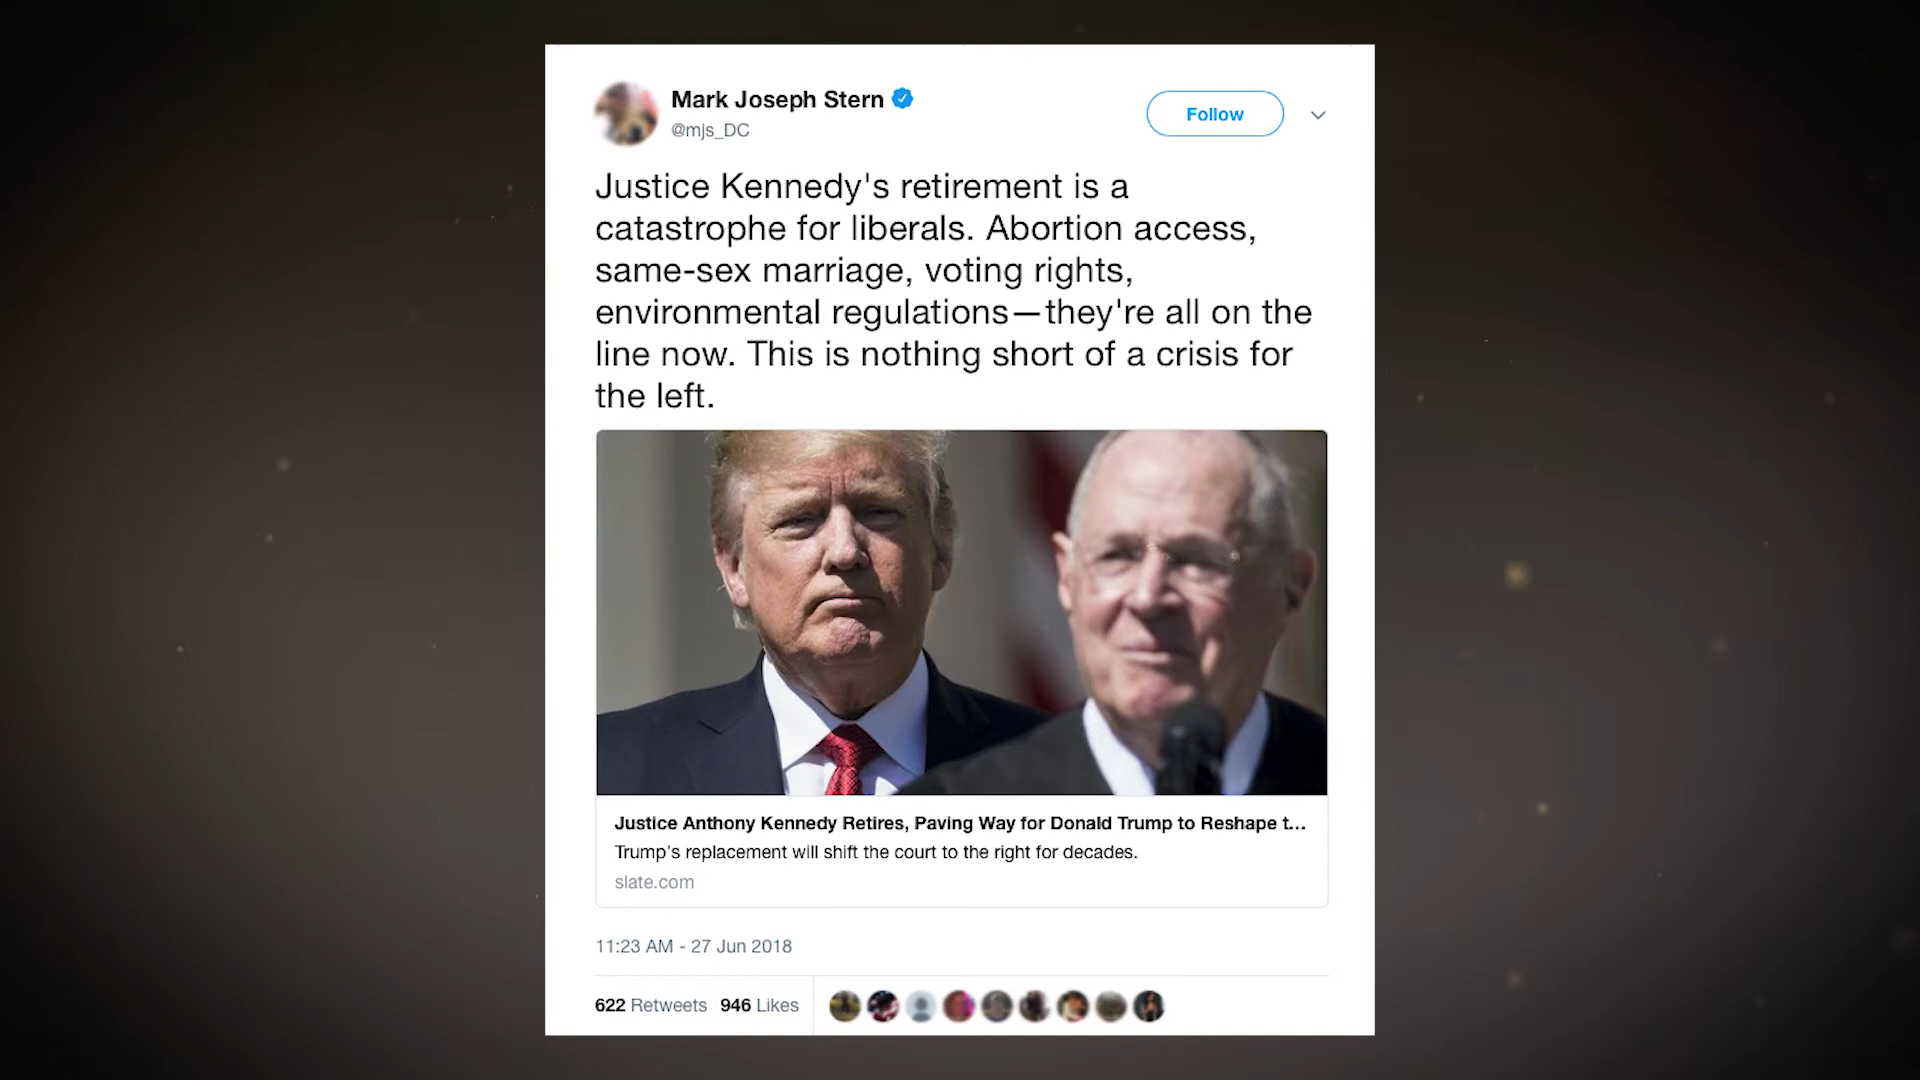 Mark Joseph Stern
@mjs_DC
Follow
Justice Kennedy's retirement is a
catastrophe for liberals. Abortion access,
same-sex marriage, voting rights,
environmental regulations—they're all on the
line now. This is nothing short of a crisis for
the left.
Justice Anthony Kennedy Retires, Paving Way for Donald Trump to Reshape t...
Trump's replacement will shift the court to the right for decades.
slate.com
11:23 AM - 27 Jun 2018
622 Retweets 946 Likes